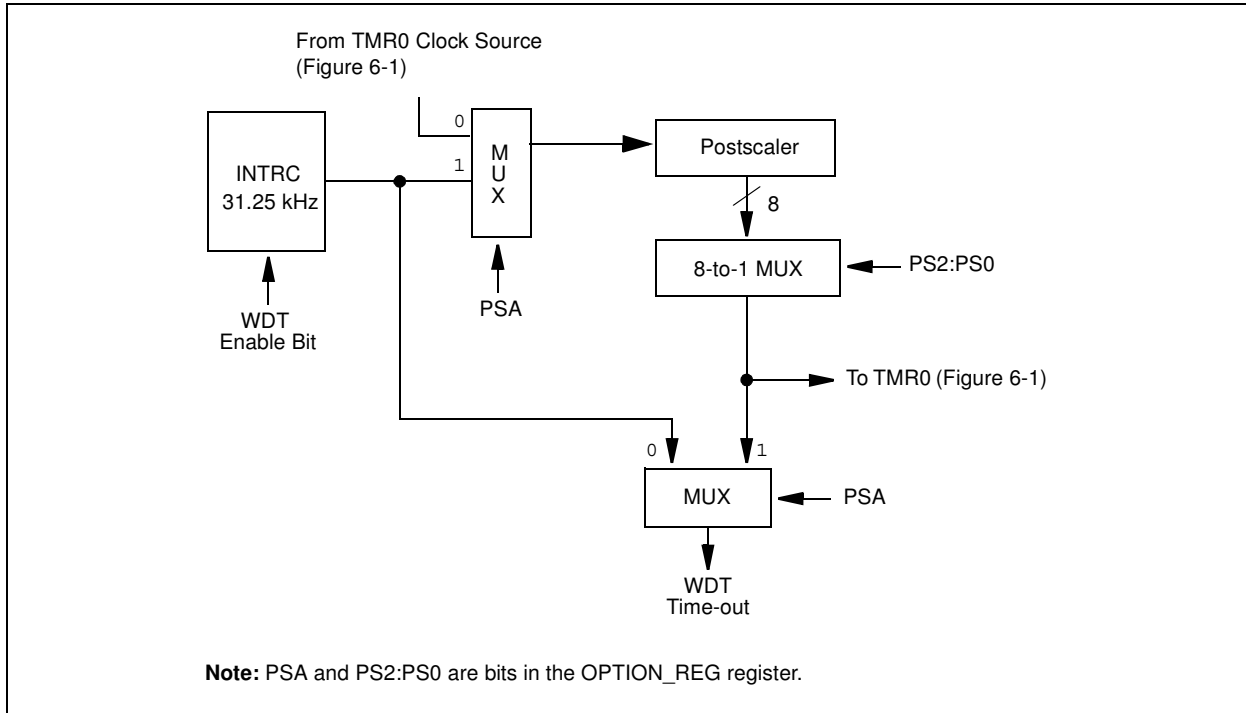 From TMR0 Clock Source
(Figure 6-1)
0
1
M
U
X
INTRC
31.25 kHz
Postscaler
8
8-to-1 MUX
PS2:PS0
PSA
WDT
Enable Bit
To TMR0 (Figure 6-1)
0
1
MUX
PSA
WDT
Time-out
Note: PSA and PS2:PS0 are bits in the OPTION_REG register.